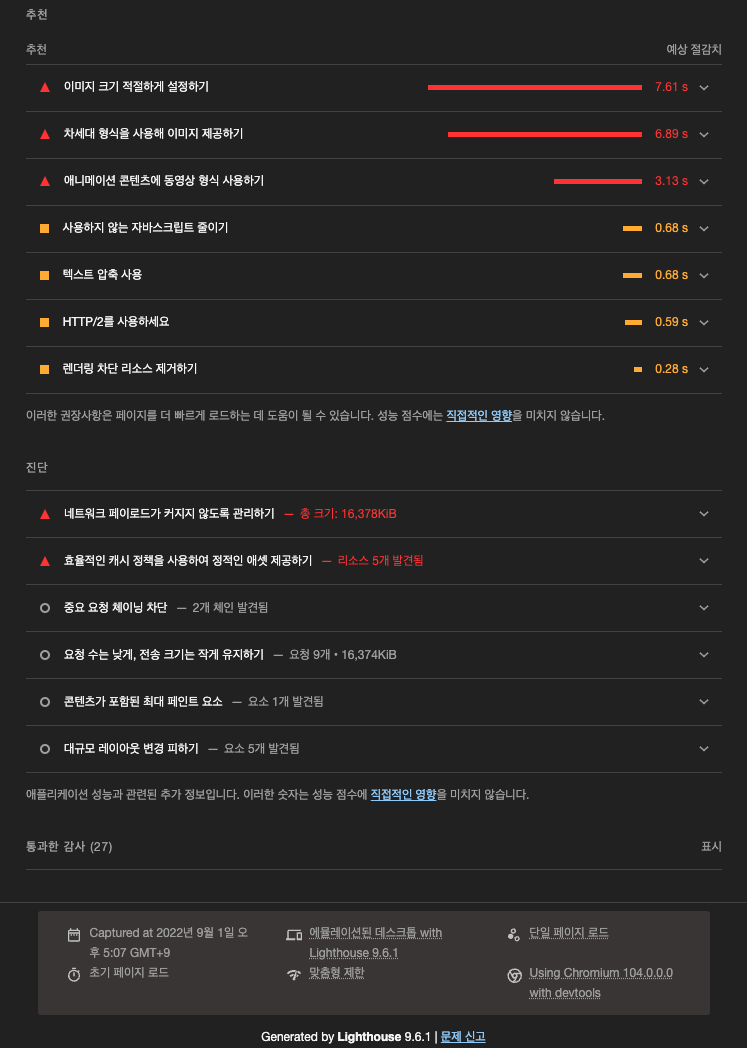 추천
추천 예상 절감치
이미지 크기 적절하게 설정하기 7.61 s
차세대 형식을 사용해 이미지 제공하기 6.89 s
애니메이션 콘텐츠에 동영상 형식 사용하기 3.13 s
사용하지 않는 자바스크립트 줄이기 0.68 s
텍스트 압축 사용 0.68 s
HTTP/2를 사용하세요 0.59 s
렌더링 차단 리소스 제거하기 0.28 s
이러한 권장사항은 페이지를 더 빠르게 로드하는 데 도움이 될 수 있습니다. 성능 점수에는 직접적인 영향을 미치지 않습니다.
진단
네트워크 페이로드가 커지지 않도록 관리하기 — 총 크기: 16,378KiB
효율적인 캐시 정책을 사용하여 정적인 애셋 제공하기 — 리소스 5개 발견됨
중요 요청 체이닝 차단 — 2개 체인 발견됨
요청 수는 낮게, 전송 크기는 작게 유지하기 — 요청 9개 • 16,374KiB
콘텐츠가 포함된 최대 페인트 요소 — 요소 1개 발견됨
대규모 레이아웃 변경 피하기 — 요소 5개 발견됨
애플리케이션 성능과 관련된 추가 정보입니다. 이러한 숫자는 성능 점수에 직접적인 영향을 미치지 않습니다.
통과한 감사 (27) 표시
Captured at 2022년 9월 1일 오
후 5:07 GMT+9
에뮬레이션된 데스크톱 with
Lighthouse 9.6.1
단일 페이지 로드
초기 페이지 로드
맞춤형 제한
Using Chromium 104.0.0.0
with devtools
Generated by Lighthouse 9.6.1 | 문제 신고